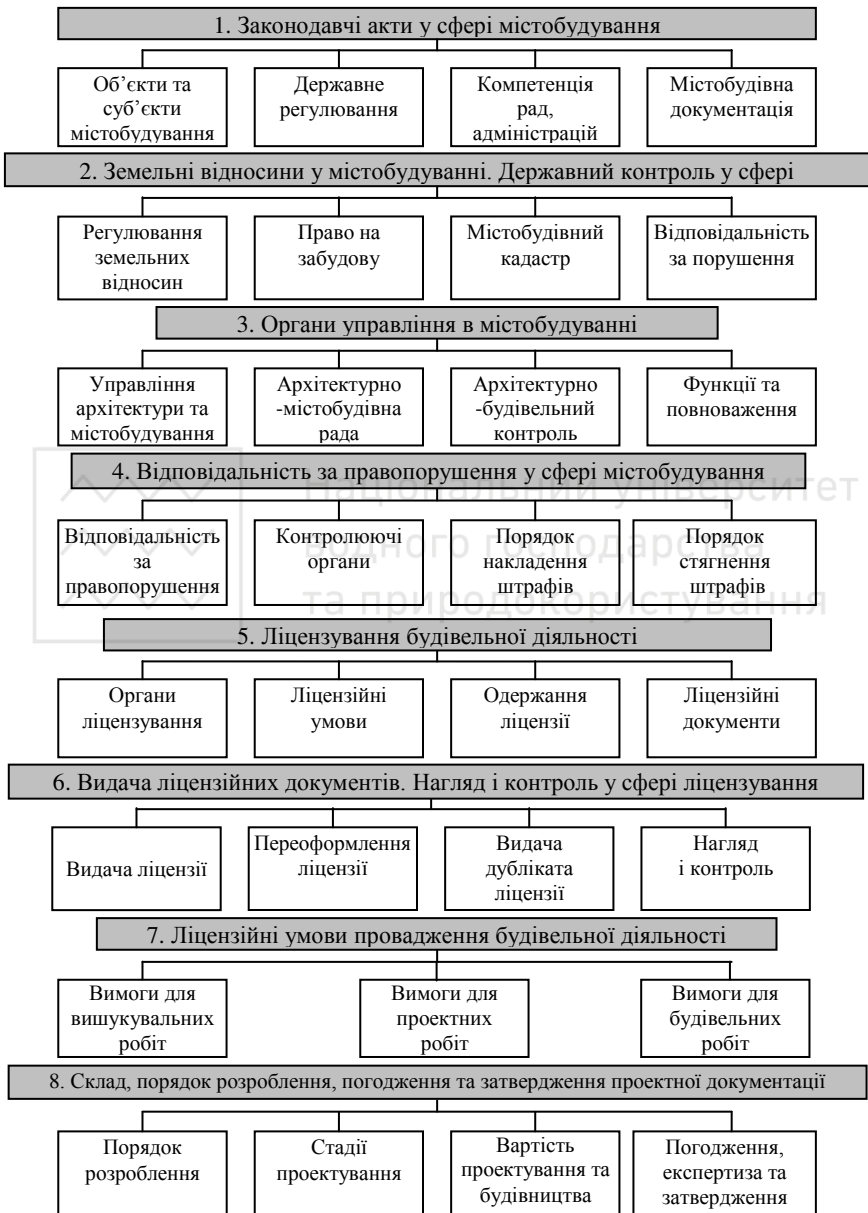 1. Законодавчі акти у сфері містобудування
Об’єкти та
суб’єкти
містобудування
Державне
регулювання
Компетенція
рад,
адміністрацій
Містобудівна
документація
2. Земельні відносини у містобудуванні. Державний контроль у сфері
Регулювання
земельних
відносин
Право на
забудову
Містобудівний
кадастр
Відповідальність
за порушення
3. Органи управління в містобудуванні
Управління
архітектури та
містобудування
Архітектурно
-містобудівна
рада
Архітектурно
-будівельний
контроль
Функції та
повноваження
4. Відповідальність за правопорушення у сфері містобудування
Національний університет
водного господарства
та природокористування
Відповідальність
за
правопорушення
Контролюючі
органи
Порядок
накладення
штрафів
Порядок
стягнення
штрафів
5. Ліцензування будівельної діяльності
Органи
ліцензування
Ліцензійні
умови
Одержання
ліцензії
Ліцензійні
документи
6. Видача ліцензійних документів. Нагляд і контроль у сфері ліцензування
Видача ліцензії
Переоформлення
ліцензії
Видача
дубліката
ліцензії
Нагляд
і контроль
7. Ліцензійні умови провадження будівельної діяльності
Вимоги для
вишукувальних
робіт
Вимоги для
проектних
робіт
Вимоги для
будівельних
робіт
8. Склад, порядок розроблення, погодження та затвердження проектної документації
Порядок
розроблення
Стадії
проектування
Вартість
проектування та
будівництва
Погодження,
експертиза та
затвердження